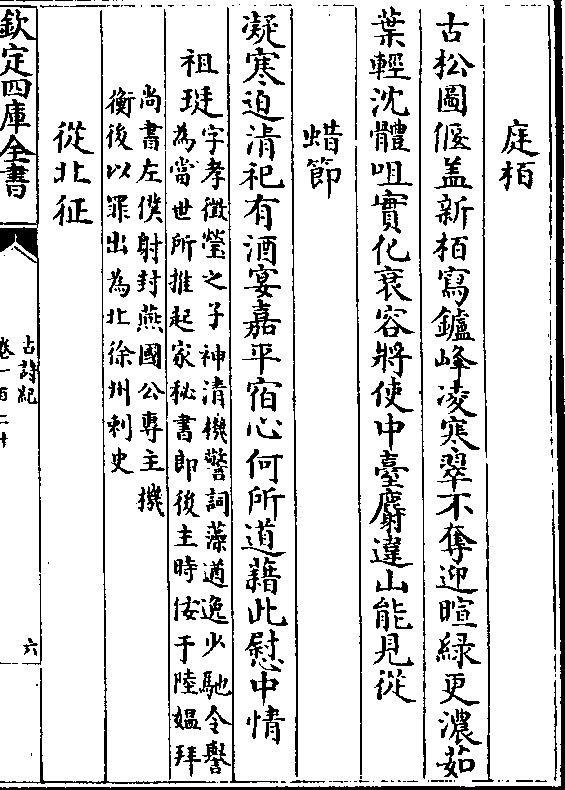 庭栢
古松圖偃盖新栢寫鑪峰凌寒翠不奪迎暄緑更濃茹
葉輕沈體咀實化衰容將使中臺麝違山能見從
蜡節
凝寒迫清祀有酒宴嘉平宿心何所道藉此慰中情
祖珽
字孝徵瑩之子神清機警詞藻遒逸少馳令譽
為當世所推起家秘書郎後主時佞于陸媪拜
尚書左僕射封燕國公專主機
衡後以罪出為北徐州刺史
從北征
欽定四庫全書
古詩紀
卷一百二十
六